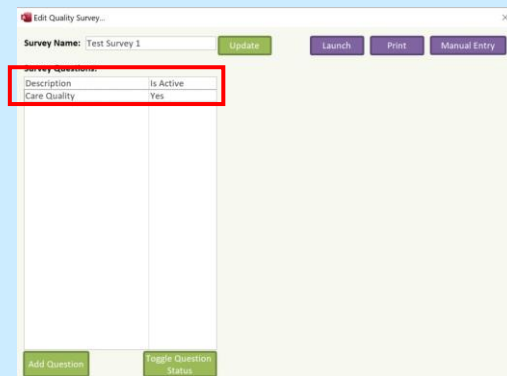 Edit Quality Survey...
Survey Name: Test Survey 1 Update Launch Print Manual Entry
Survey Questions:
Description Is Active
Care Quality Yes
Add Question Toggle Question
Status